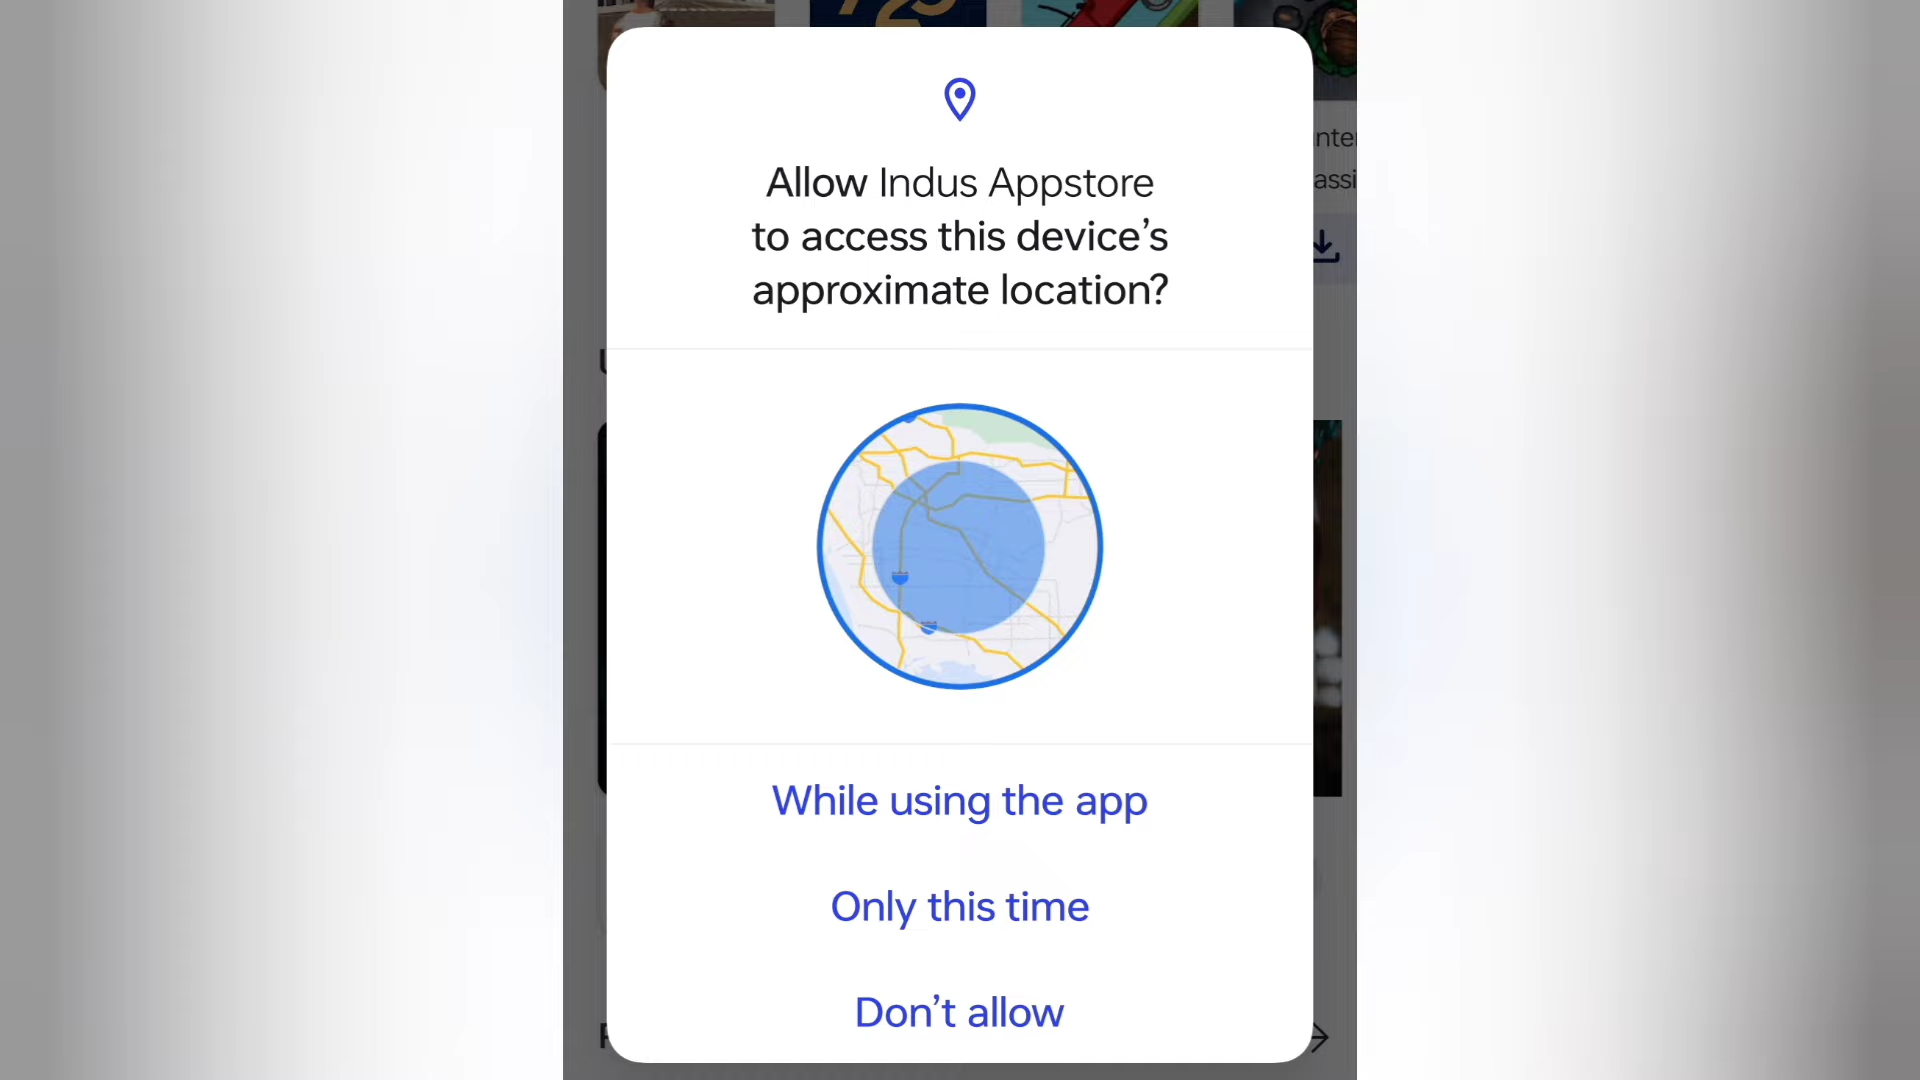 Allow Indus Appstore
to access this device’s
approximate location?
While using the app
Only this time
Don’t allow